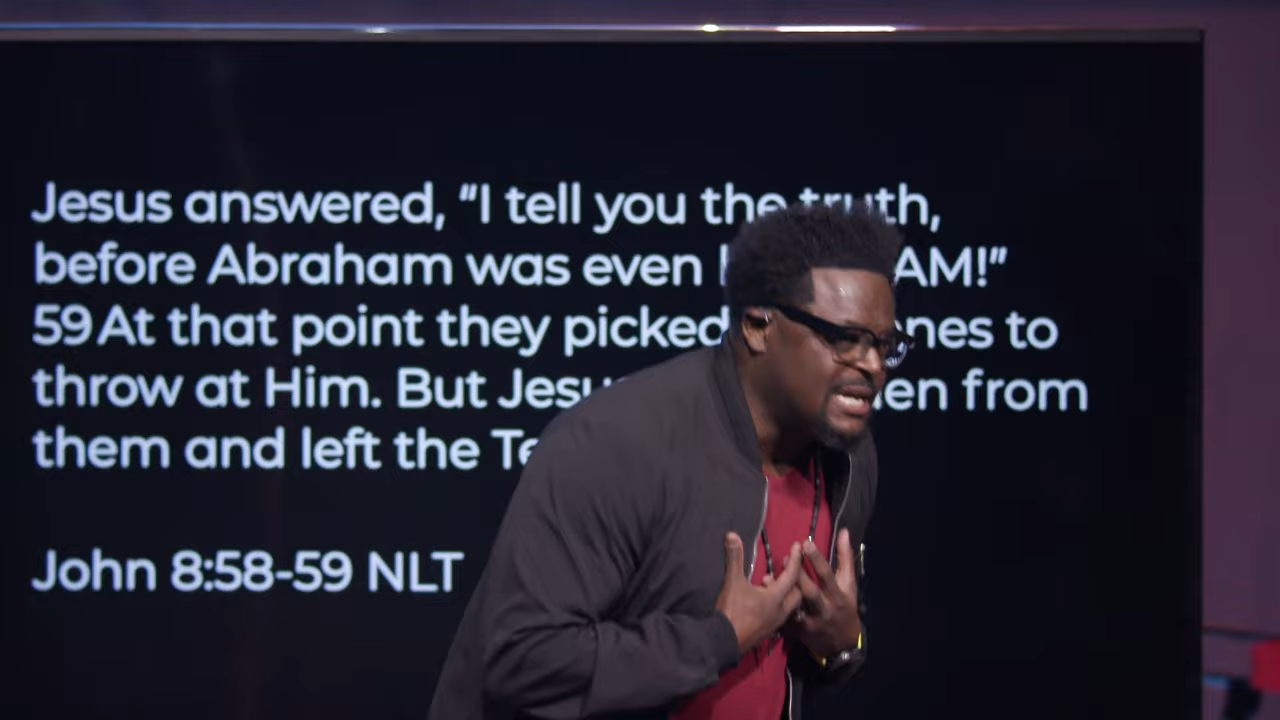 Jesus answered, “I tell you the truth,
before Abraham was even AM!”
59 At that point they picked to
throw at Him. But from
them and left the
John 8:58-59 NLT